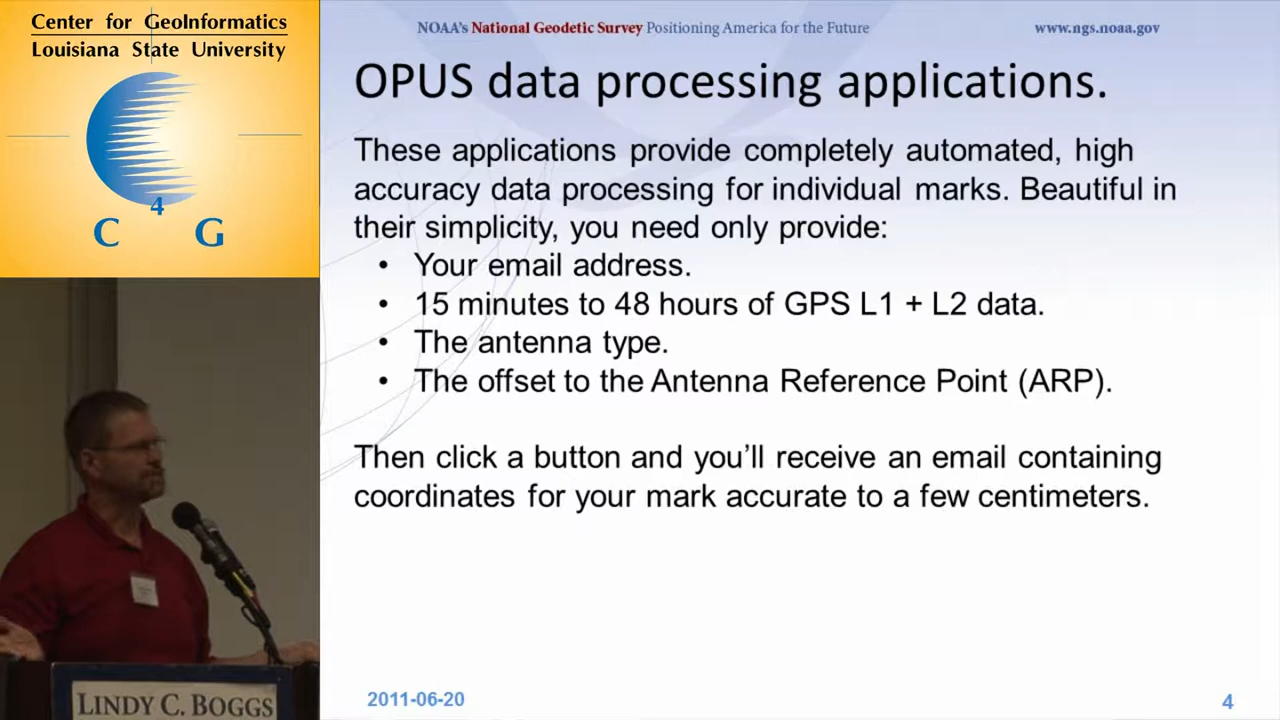 Center for GeoInformatics
Louisiana State University
4
C G
NOAA's National Geodetic Survey Positioning America for the Future
www.ngs.noaa.gov
OPUS data processing applications.
These applications provide completely automated, high
accuracy data processing for individual marks. Beautiful in
their simplicity, you need only provide:
• Your email address.
• 15 minutes to 48 hours of GPS L1 + L2 data.
• The antenna type.
• The offset to the Antenna Reference Point (ARP).
Then click a button and you'll receive an email containing
coordinates for your mark accurate to a few centimeters.
LINDY C. BOGGS
2011-06-20
4